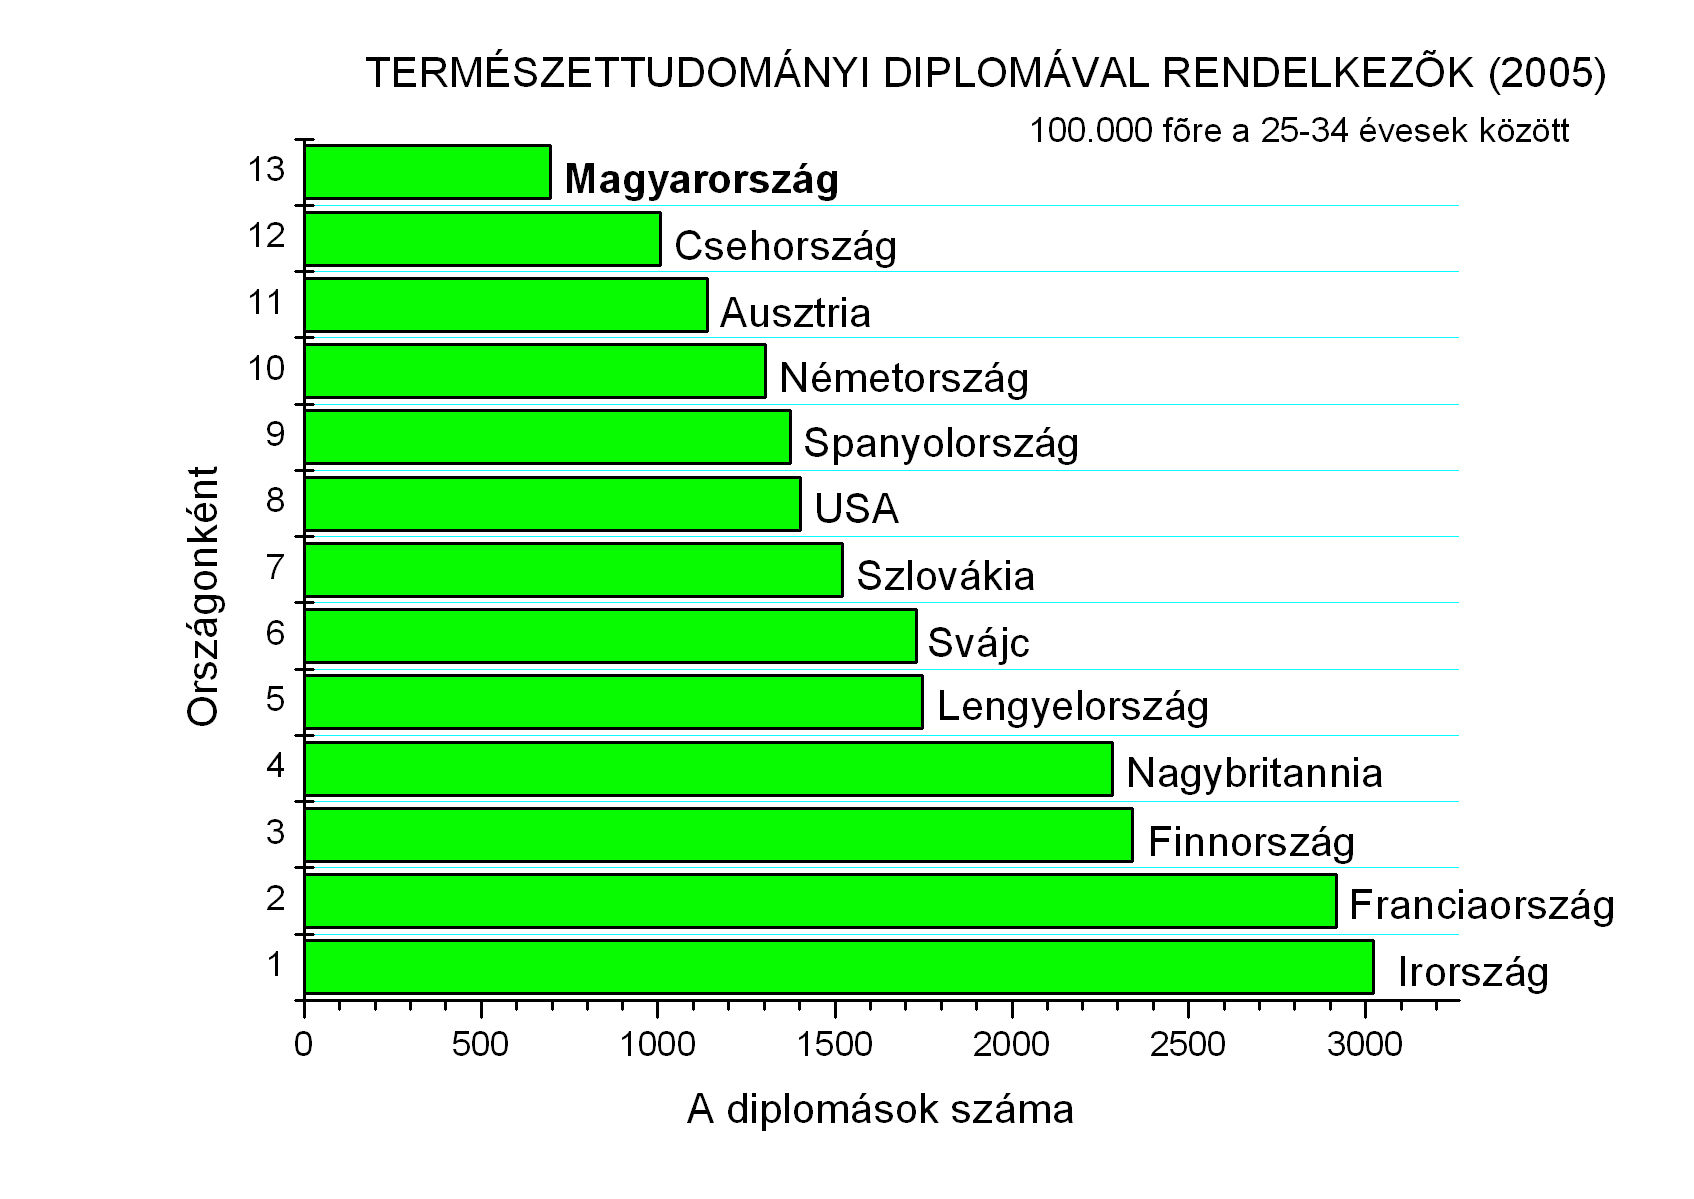 TERMÉSZETTUDOMÁNYI DIPLOMÁVAL RENDELKEZÕK (2005)
100.000 fõre a 25-34 évesek között
13 Magyarország
12 Csehország
11 Ausztria
10 Németország
9 Spanyolország
8 USA
7 Szlovákia
6 Svájc
5 Lengyelország
4 Nagybritannia
3 Finnország
2 Franciaország
1 Irország
Országonként
0 500 1000 1500 2000 2500 3000
A diplomások száma